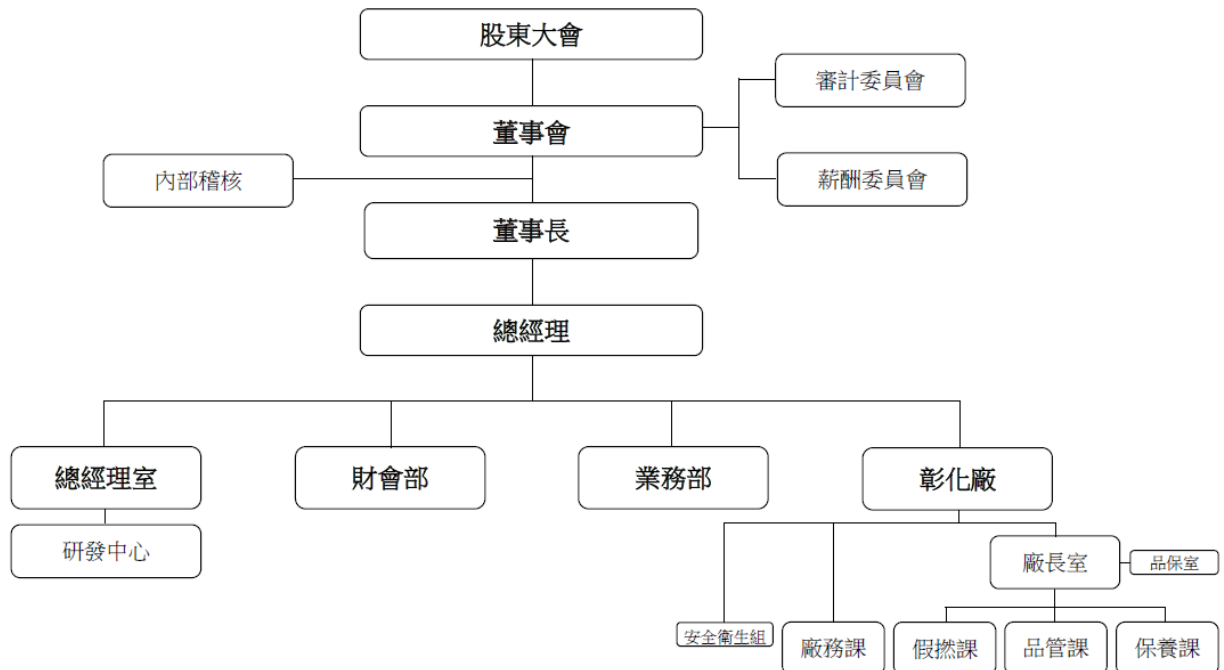 股東大會
審計委員會
董事會
內部稽核
薪酬委員會
董事長
總經理
總經理室
財會部
業務部
彰化廠
研發中心
廠長室
品保室
安全衛生組
廠務課
假撚課
品管課
保養課